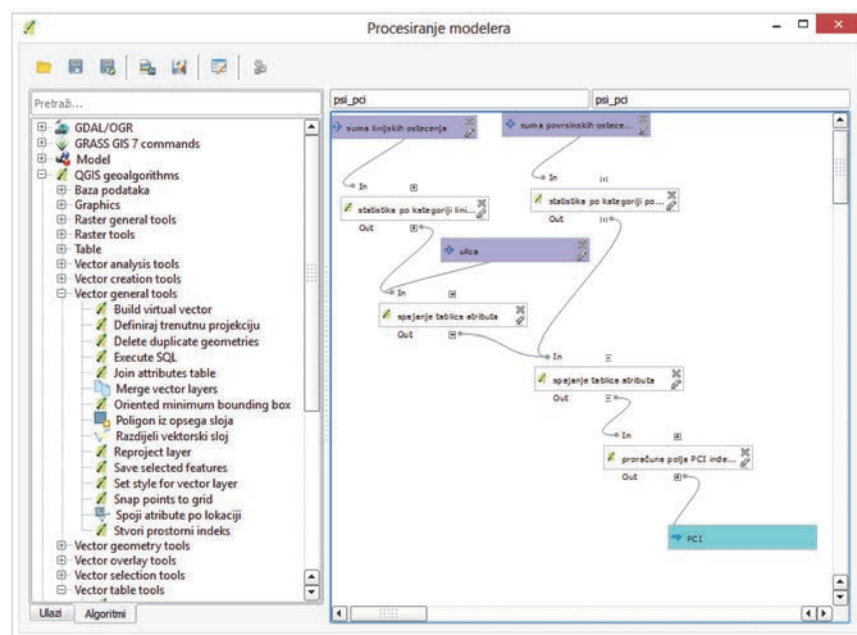 Procesiranje modelera
Pretraži...
GDAL/OGR
GRASS GIS 7 commands
Model
QGIS geoalgorithms
Baza podataka
Graphics
Raster general tools
Raster tools
Table
Vector analysis tools
Vector creation tools
Vector general tools
Build virtual vector
Definiraj trenutnu projekciju
Delete duplicate geometries
Execute SQL
Join attributes table
Merge vector layers
Oriented minimum bounding box
Poligon iz opsega sloja
Razdijeli vektorski sloj
Reproject layer
Save selected features
Set style for vector layer
Snap points to grid
Spoji atribute po lokaciji
Stvori prostorni indeks
Vector geometry tools
Vector overlay tools
Vector selection tools
Vector table tools
Ulazi
Algoritmi
psi_pci
psi_pci
suma linijskih ostecenja
suma povrsinskih ostece...
In
In
statistika po kategoriji lini...
statistika po kategoriji po...
Out
Out
ulice
In
spajanje tablica atributa
Out
In
spajanje tablica atributa
Out
In
proračuna polja PCI inde...
Out
PCI